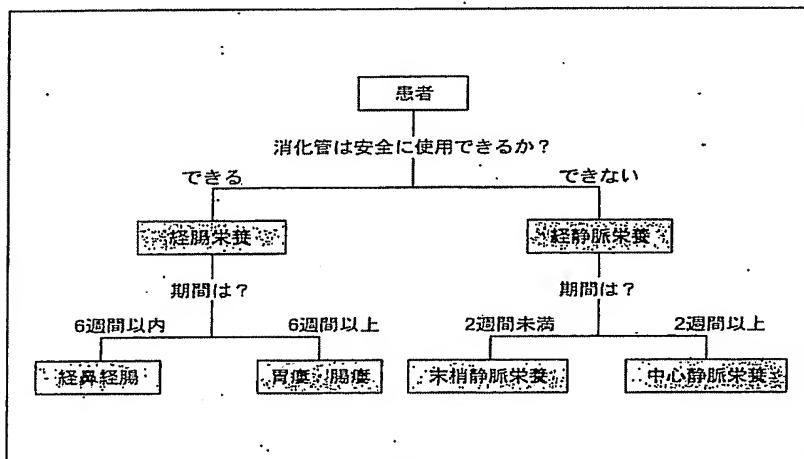 患者
消化管は安全に使用できるか?
できる
できない
経腸栄養
経静脈栄養
期間は?
期間は?
6週間以内
6週間以上
2週間未満
2週間以上
経鼻経腸
胃瘻 腸瘻
末梢静脈栄養
中心静脈栄養